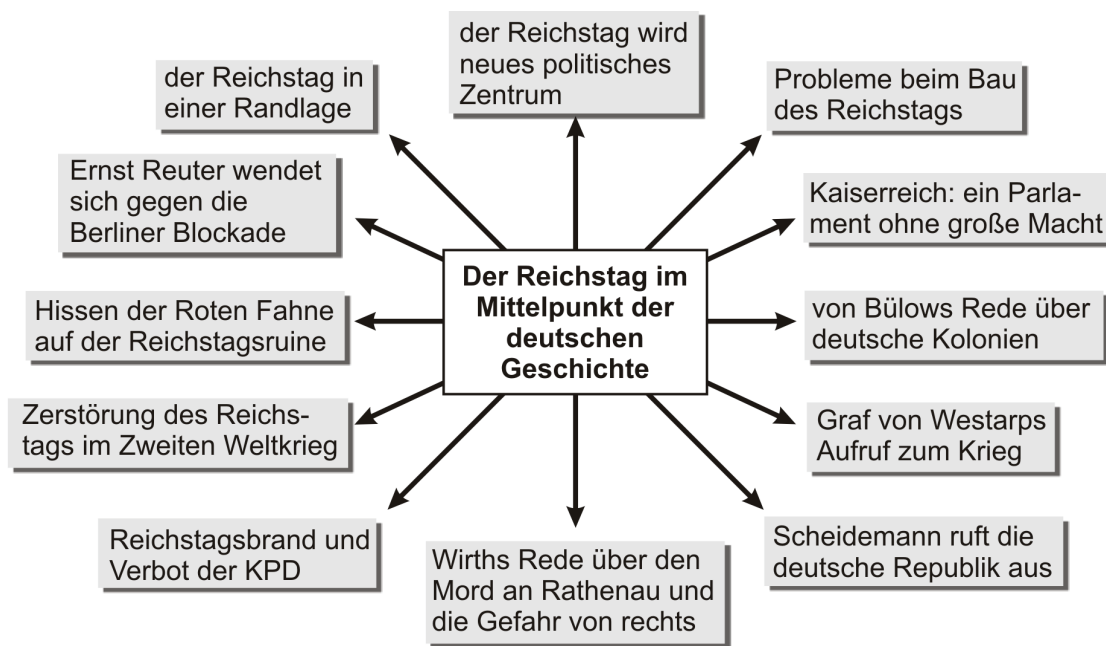 der Reichstag wird
neues politisches
Zentrum
Probleme beim Bau
des Reichstags
Kaiserreich: ein Parla-
ment ohne große Macht
von Bülows Rede über
deutsche Kolonien
Graf von Westarps
Aufruf zum Krieg
Scheidemann ruft die
deutsche Republik aus
Wirths Rede über den
Mord an Rathenau und
die Gefahr von rechts
Reichstagsbrand und
Verbot der KPD
Zerstörung des Reichs-
tags im Zweiten Weltkrieg
Hissen der Roten Fahne
auf der Reichstagsruine
Ernst Reuter wendet
sich gegen die
Berliner Blockade
der Reichstag in
einer Randlage
Der Reichstag im
Mittelpunkt der
deutschen
Geschichte